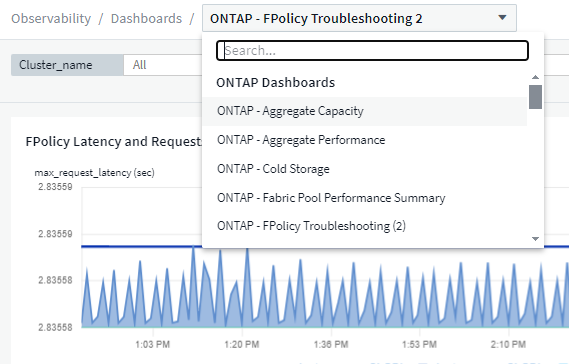 Observability / Dashboards / ONTAP - FPolicy Troubleshooting 2
Search...
Cluster_name All
ONTAP Dashboards
ONTAP - Aggregate Capacity
ONTAP - Aggregate Performance
ONTAP - Cold Storage
ONTAP - Fabric Pool Performance Summary
ONTAP - FPolicy Troubleshooting (2)
FPolicy Latency and Request
max_request_latency (sec)
2.83559
2.83559
2.83558
2.83558
1:03 PM 1:20 PM 1:36 PM 1:53 PM 2:10 PM